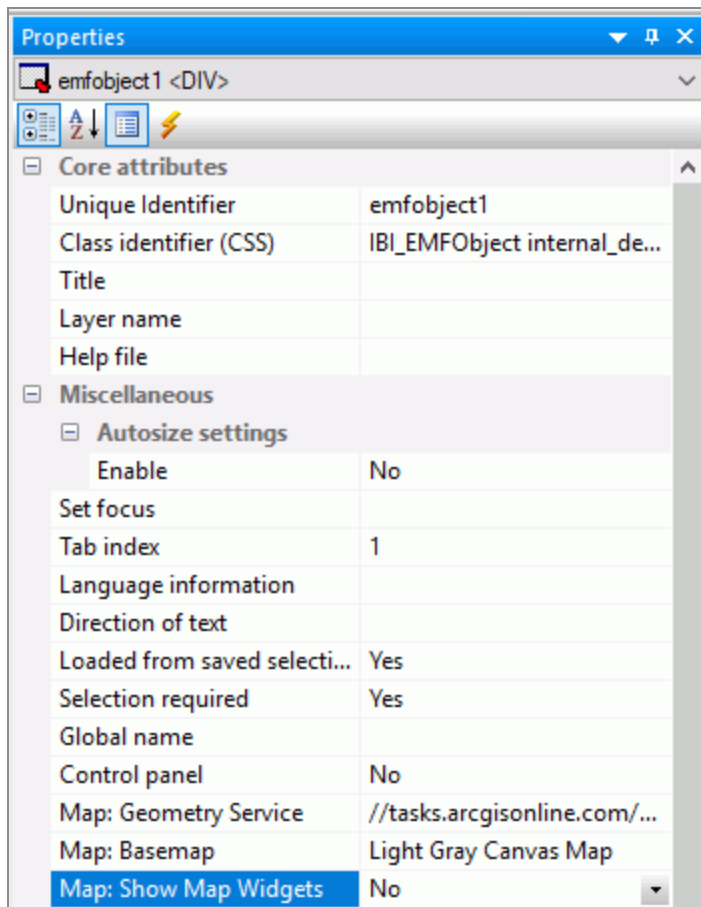 Properties
emfobject1 <DIV>
Core attributes
Unique Identifier emfobject1
Class identifier (CSS) IBI_EMFObject internal_de...
Title
Layer name
Help file
Miscellaneous
Autosize settings
Enable No
Set focus
Tab index 1
Language information
Direction of text
Loaded from saved selecti... Yes
Selection required Yes
Global name
Control panel No
Map: Geometry Service //tasks.arcgisonline.com/...
Map: Basemap Light Gray Canvas Map
Map: Show Map Widgets No